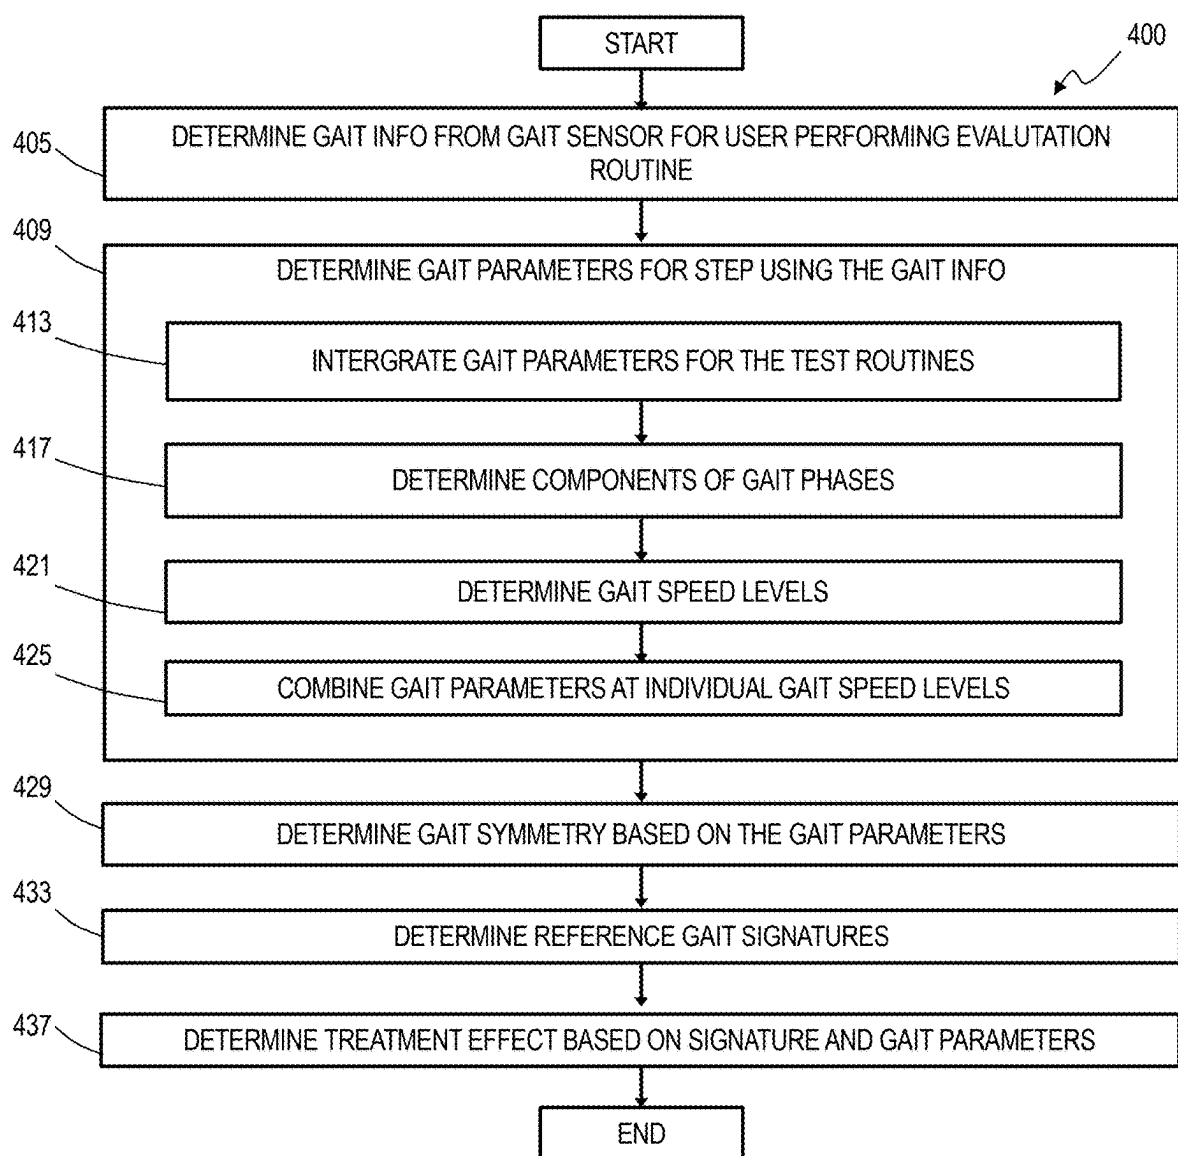 START
400
405
DETERMINE GAIT INFO FROM GAIT SENSOR FOR USER PERFORMING EVALUTATION
ROUTINE
409
DETERMINE GAIT PARAMETERS FOR STEP USING THE GAIT INFO
413
INTERGRATE GAIT PARAMETERS FOR THE TEST ROUTINES
417
DETERMINE COMPONENTS OF GAIT PHASES
421
DETERMINE GAIT SPEED LEVELS
425
COMBINE GAIT PARAMETERS AT INDIVIDUAL GAIT SPEED LEVELS
429
DETERMINE GAIT SYMMETRY BASED ON THE GAIT PARAMETERS
433
DETERMINE REFERENCE GAIT SIGNATURES
437
DETERMINE TREATMENT EFFECT BASED ON SIGNATURE AND GAIT PARAMETERS
END